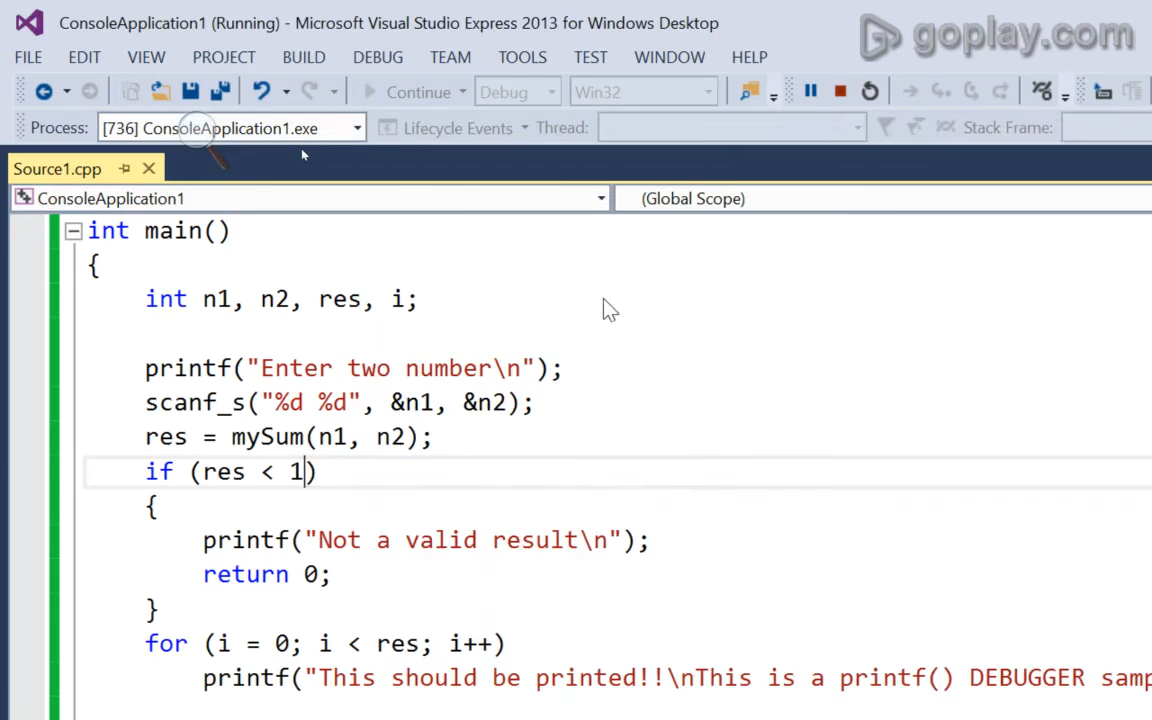 ConsoleApplication1 (Running) - Microsoft Visual Studio Express 2013 for Windows Desktop
goplay.com
FILE EDIT VIEW PROJECT BUILD DEBUG TEAM TOOLS TEST WINDOW HELP
Continue Debug Win32
Process: [736] ConsoleApplication1.exe Lifecycle Events Thread: Stack Frame:
Source1.cpp
ConsoleApplication1 (Global Scope)
int main()
{
int n1, n2, res, i;
printf("Enter two number\n");
scanf_s("%d %d", &n1, &n2);
res = mySum(n1, n2);
if (res < 1)
{
printf("Not a valid result\n");
return 0;
}
for (i = 0; i < res; i++)
printf("This should be printed!!\nThis is a printf() DEBUGGER samp